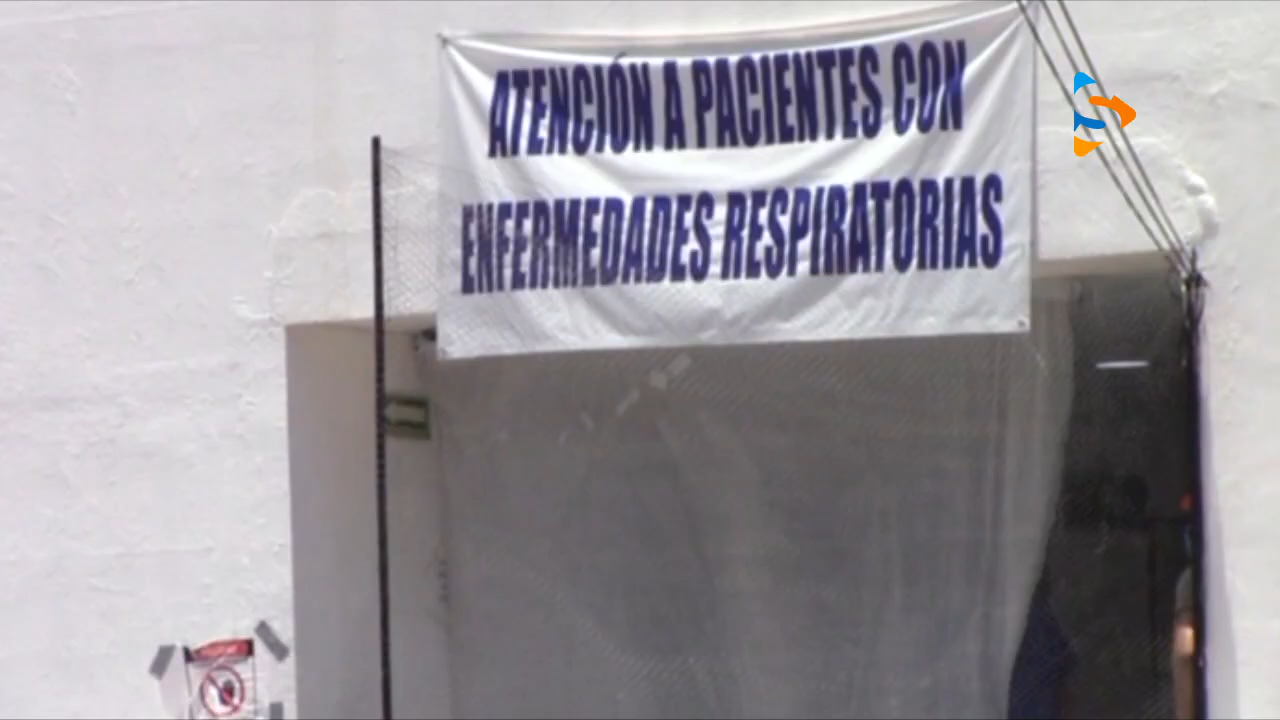 ATENCIÓN A PACIENTES CON
ENFERMEDADES RESPIRATORIAS